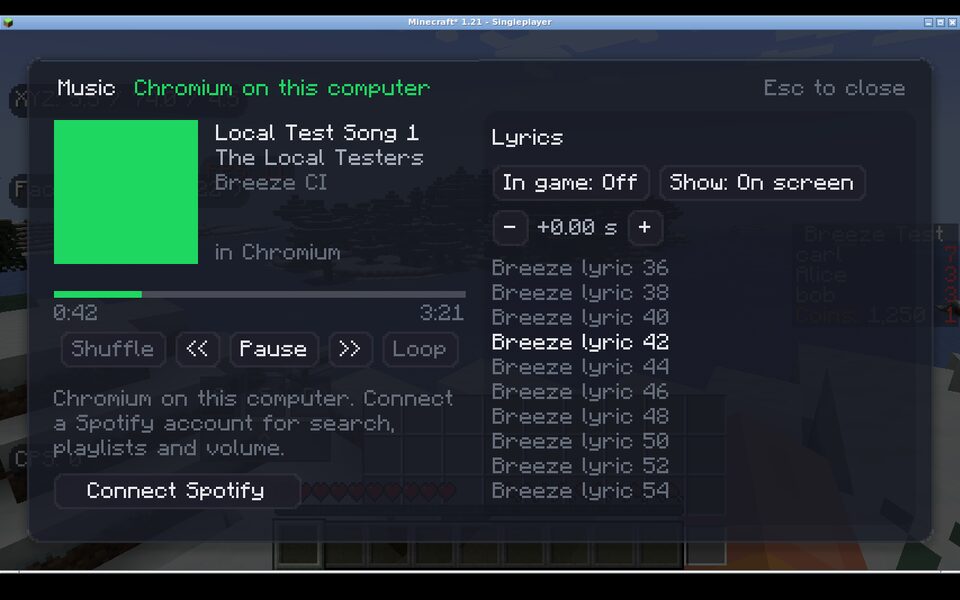 Minecraft* 1.21 - Singleplayer
Music Chromium on this computer
Esc to close
Local Test Song 1
The Local Testers
Breeze CI
in Chromium
0:42
3:21
Shuffle << Pause >> Loop
Chromium on this computer. Connect
a Spotify account for search,
playlists and volume.
Connect Spotify
Lyrics
In game: Off
Show: On screen
- +0.00 s +
Breeze lyric 36
Breeze lyric 38
Breeze lyric 40
Breeze lyric 42
Breeze lyric 44
Breeze lyric 46
Breeze lyric 48
Breeze lyric 50
Breeze lyric 52
Breeze lyric 54
Breeze Test
carl
Alice
bob
Coins: 1,250